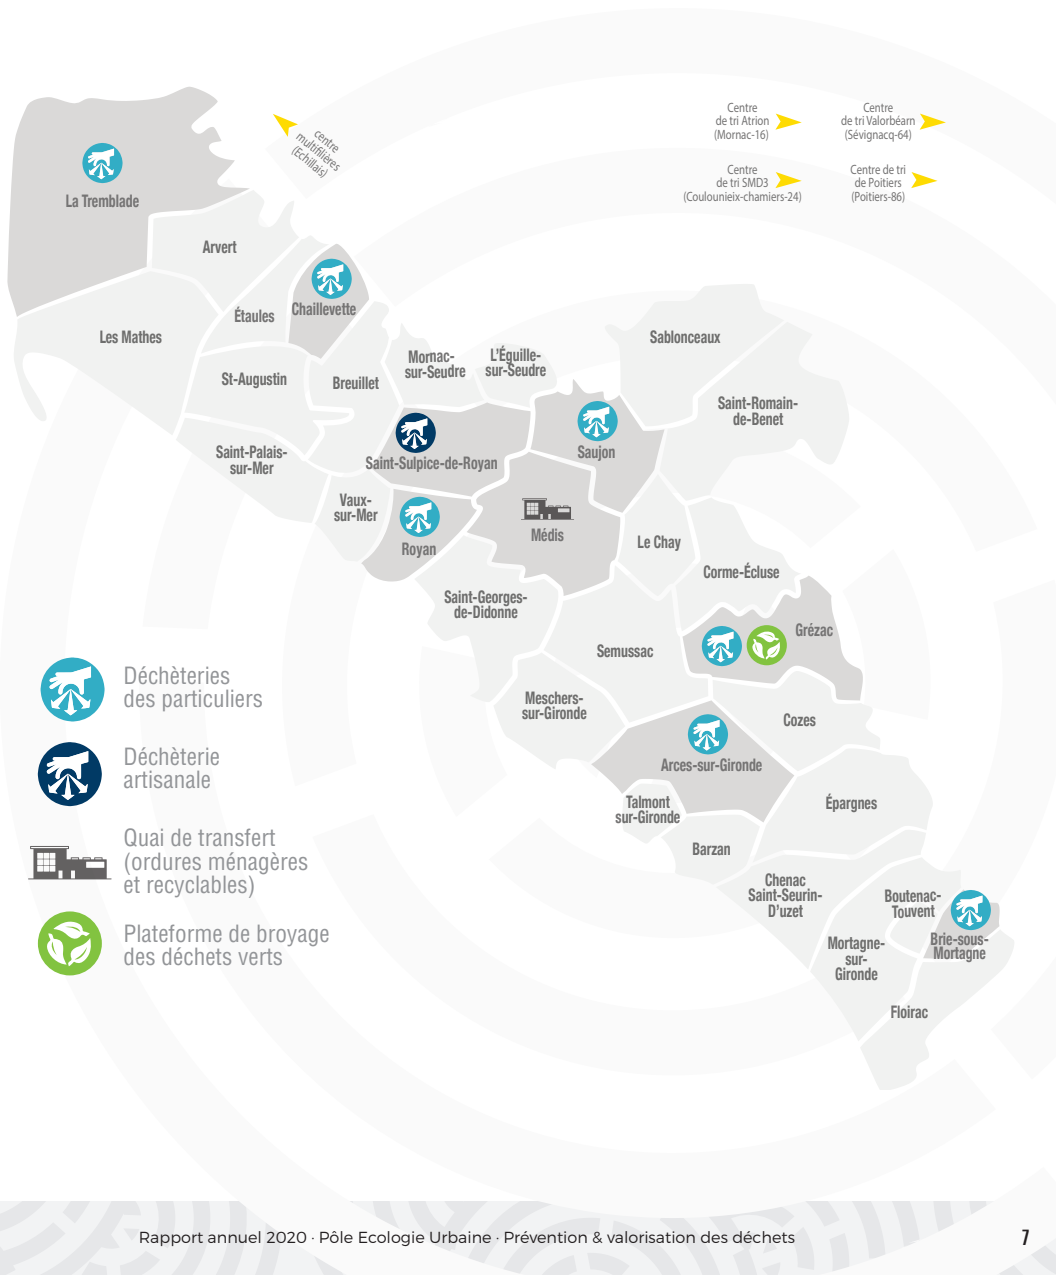 centre
multifilières
(Echillais)
Centre
de tri Atrion
(Mornac-16)
Centre
de tri Valorbéarn
(Sévignacq-64)
Centre
de tri SMD3
(Coulounieix-chamiers-24)
Centre de tri
de Poitiers
(Poitiers-86)
La Tremblade
Arvert
Les Mathes
Étaules
Chaillevette
St-Augustin
Breuillet
Mornac-
sur-Seudre
L'Éguille-
sur-Seudre
Sablonceaux
Saint-Romain-
de-Benet
Saint-Palais-
sur-Mer
Saint-Sulpice-de-Royan
Saujon
Vaux-
sur-Mer
Royan
Médis
Le Chay
Corme-Écluse
Saint-Georges-
de-Didonne
Semussac
Grézac
Meschers-
sur-Gironde
Cozes
Arces-sur-Gironde
Talmont
sur-Gironde
Épargnes
Barzan
Chenac
Saint-Seurin-
D'uzet
Boutenac-
Touvent
Brie-sous-
Mortagne
Mortagne-
sur-
Gironde
Floirac
Déchèteries
des particuliers
Déchèterie
artisanale
Quai de transfert
(ordures ménagères
et recyclables)
Plateforme de broyage
des déchets verts
Rapport annuel 2020 · Pôle Ecologie Urbaine · Prévention & valorisation des déchets
7